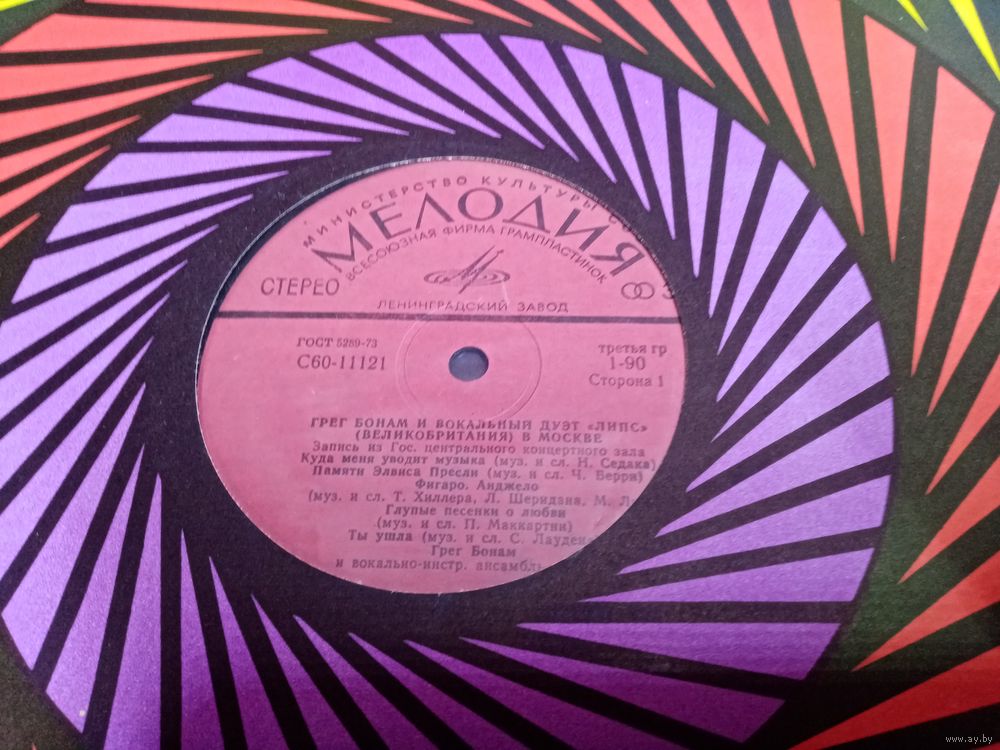 МИНИСТЕРСТВО КУЛЬТУРЫ
МЕЛОДИЯ
ВСЕСОЮЗНАЯ ФИРМА ГРАМПЛАСТИНОК
СТЕРЕО
ЛЕНИНГРАДСКИЙ ЗАВОД
ГОСТ 5289-73
С60-11121
третья гр
1-90
Сторона 1
ГРЕГ БОНАМ И ВОКАЛЬНЫЙ ДУЭТ «ЛИПС»
(ВЕЛИКОБРИТАНИЯ) В МОСКВЕ
Запись из Гос. центрального концертного зала
Куда меня уводит музыка (муз. и сл. Н. Седака)
Памяти Элвиса Пресли (муз. и сл. Ч. Берри)
Фигаро. Анджело
(муз. и сл. Т. Хиллера, Л. Шеридана, М.
Глупые песенки о любви
(муз. и сл. П. Маккартни)
Ты ушла (муз. и сл. С.
Грег Бонам
и вокально-инстр.
www.ay.by